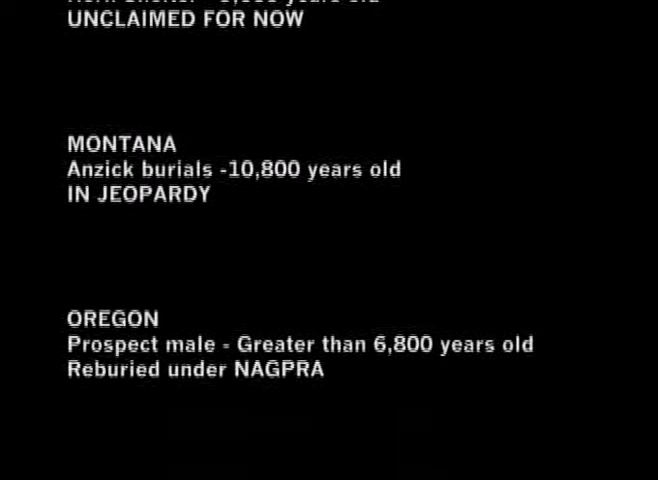 UNCLAIMED FOR NOW
MONTANA
Anzick burials -10,800 years old
IN JEOPARDY
OREGON
Prospect male - Greater than 6,800 years old
Reburied under NAGPRA